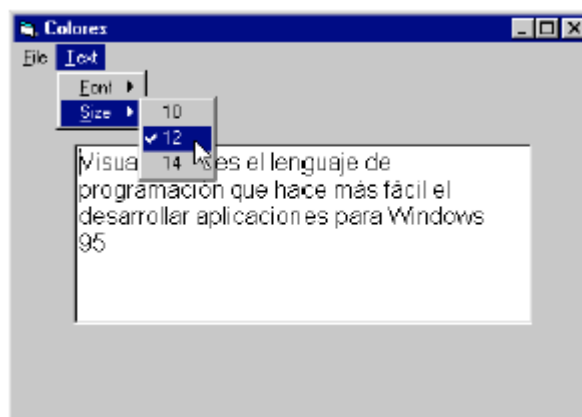 Colores
File Text
Font
Size
10
12
14
Visua es el lenguaje de
programación que hace más fácil el
desarrollar aplicaciones para Windows
95